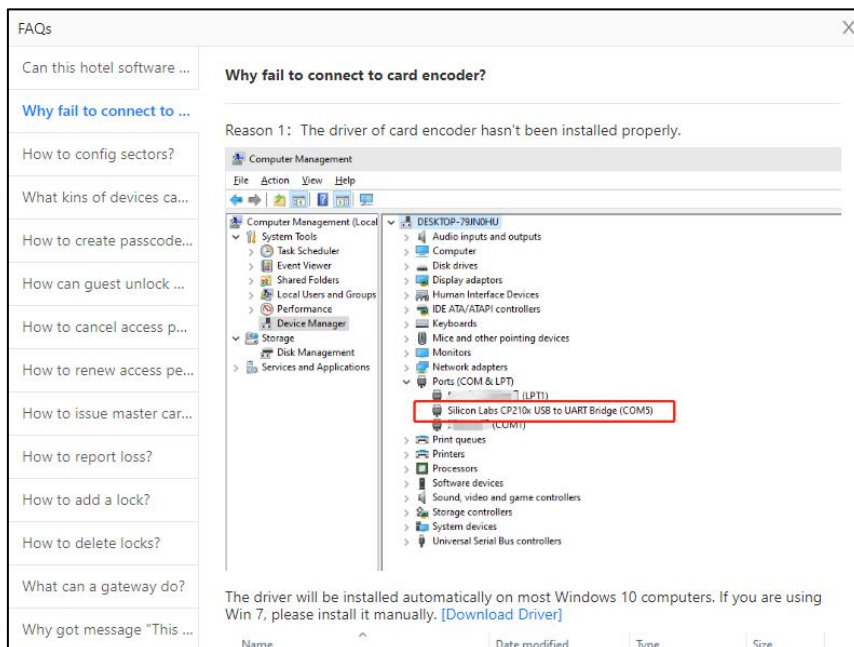 FAQs
X
Can this hotel software ...
Why fail to connect to ...
How to config sectors?
What kins of devices ca...
How to create passcode...
How can guest unlock ...
How to cancel access p...
How to renew access pe...
How to issue master car...
How to report loss?
How to add a lock?
How to delete locks?
What can a gateway do?
Why got message "This ...
Why fail to connect to card encoder?
Reason 1: The driver of card encoder hasn't been installed properly.
Computer Management
File Action View Help
Computer Management (Local
System Tools
Task Scheduler
Event Viewer
Shared Folders
Local Users and Groups
Performance
Device Manager
Storage
Disk Management
Services and Applications
DESKTOP-79JN0HU
Audio inputs and outputs
Computer
Disk drives
Display adaptors
Human Interface Devices
IDE ATA/ATAPI controllers
Keyboards
Mice and other pointing devices
Monitors
Network adapters
Ports (COM & LPT)
(LPT1)
Silicon Labs CP210x USB to UART Bridge (COM5)
(COM1)
Print queues
Printers
Processors
Software devices
Sound, video and game controllers
Storage controllers
System devices
Universal Serial Bus controllers
The driver will be installed automatically on most Windows 10 computers. If you are using
Win 7, please install it manually. [Download Driver]
Name Date modified Type Size